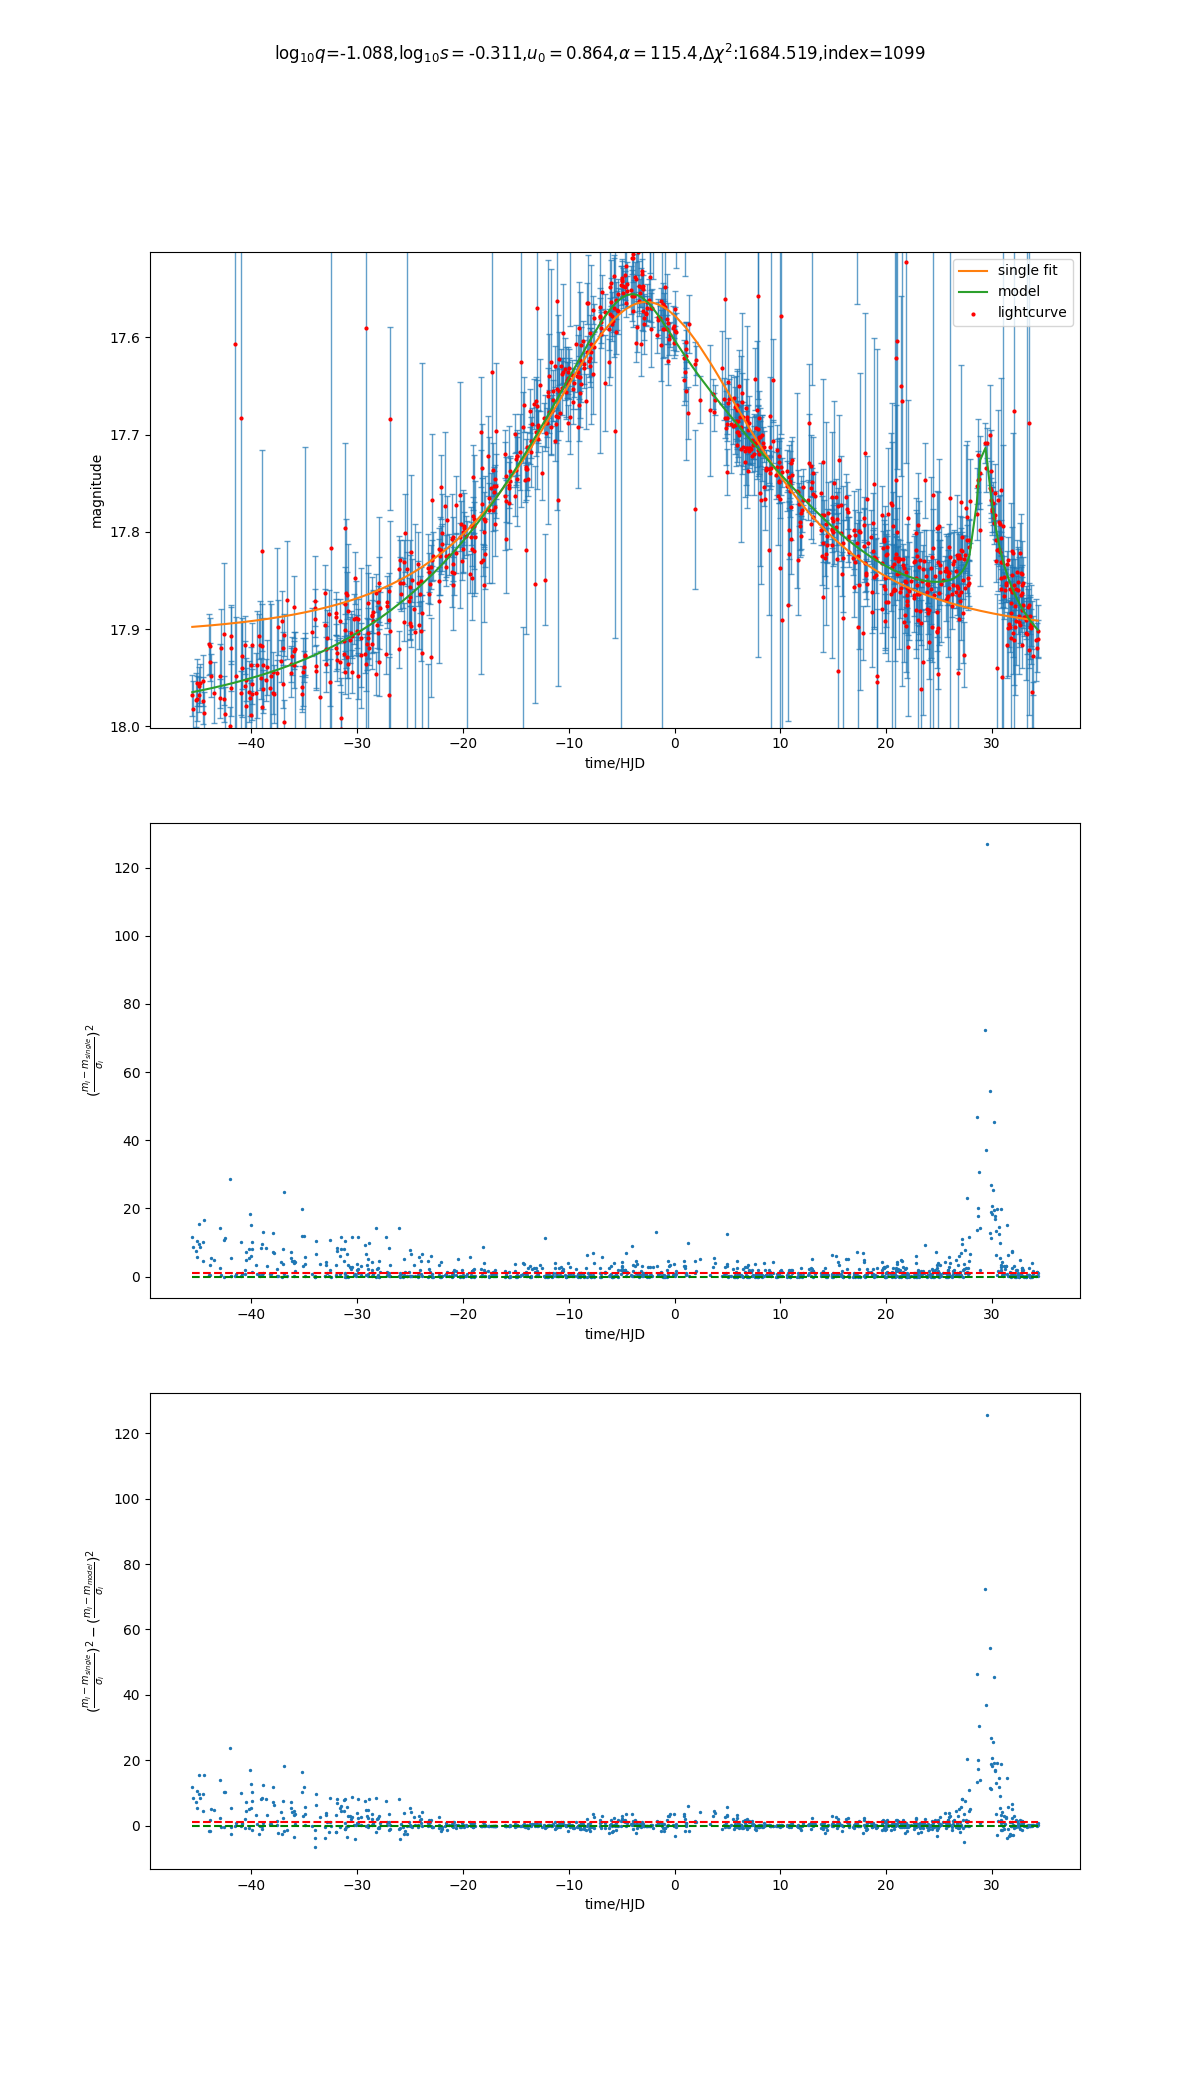 log₁₀q=-1.088,log₁₀s = -0.311,u₀ = 0.864,α = 115.4,Δχ²:1684.519,index=1099
single fit
model
lightcurve
magnitude
17.6
17.7
17.8
17.9
18.0
−40 −30 −20 −10 0 10 20 30
time/HJD
((mᵢ − m_single)/σᵢ)²
120
100
80
60
40
20
0
−40 −30 −20 −10 0 10 20 30
time/HJD
((mᵢ − m_single)/σᵢ)² − ((mᵢ − m_model)/σᵢ)²
120
100
80
60
40
20
0
−40 −30 −20 −10 0 10 20 30
time/HJD